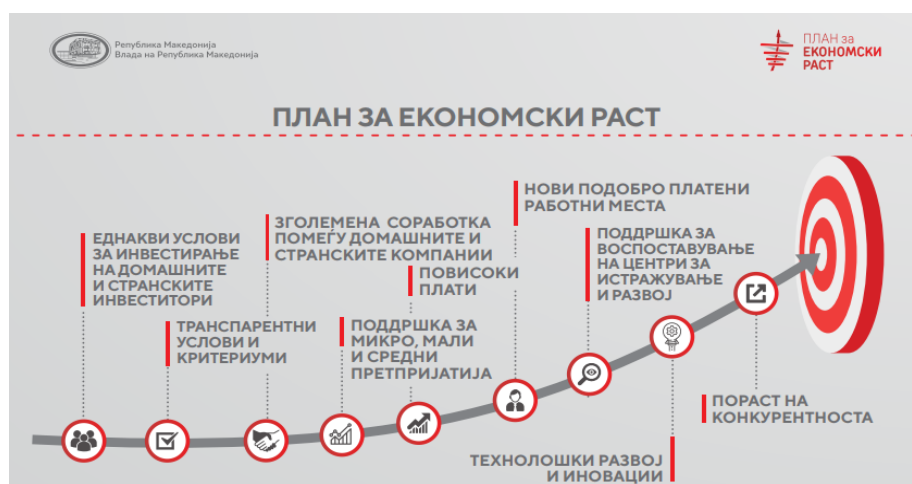 Република Македонија
Влада на Република Македонија
ПЛАН за
ЕКОНОМСКИ
РАСТ
ПЛАН ЗА ЕКОНОМСКИ РАСТ
ЕДНАКВИ УСЛОВИ
ЗА ИНВЕСТИРАЊЕ
НА ДОМАШНИТЕ
И СТРАНСКИТЕ
ИНВЕСТИТОРИ
ТРАНСПАРЕНТНИ
УСЛОВИ И
КРИТЕРИУМИ
ЗГОЛЕМЕНА СОРАБОТКА
ПОМЕЃУ ДОМАШНИТЕ И
СТРАНСКИТЕ КОМПАНИИ
ПОДДРШКА ЗА
МИКРО, МАЛИ
И СРЕДНИ
ПРЕТПРИЈАТИЈА
ПОВИСОКИ
ПЛАТИ
НОВИ ПОДОБРО ПЛАТЕНИ
РАБОТНИ МЕСТА
ПОДДРШКА ЗА
ВОСПОСТАВУВАЊЕ
НА ЦЕНТРИ ЗА
ИСТРАЖУВАЊЕ
И РАЗВОЈ
ТЕХНОЛОШКИ РАЗВОЈ
И ИНОВАЦИИ
ПОРАСТ НА
КОНКУРЕНТНОСТА